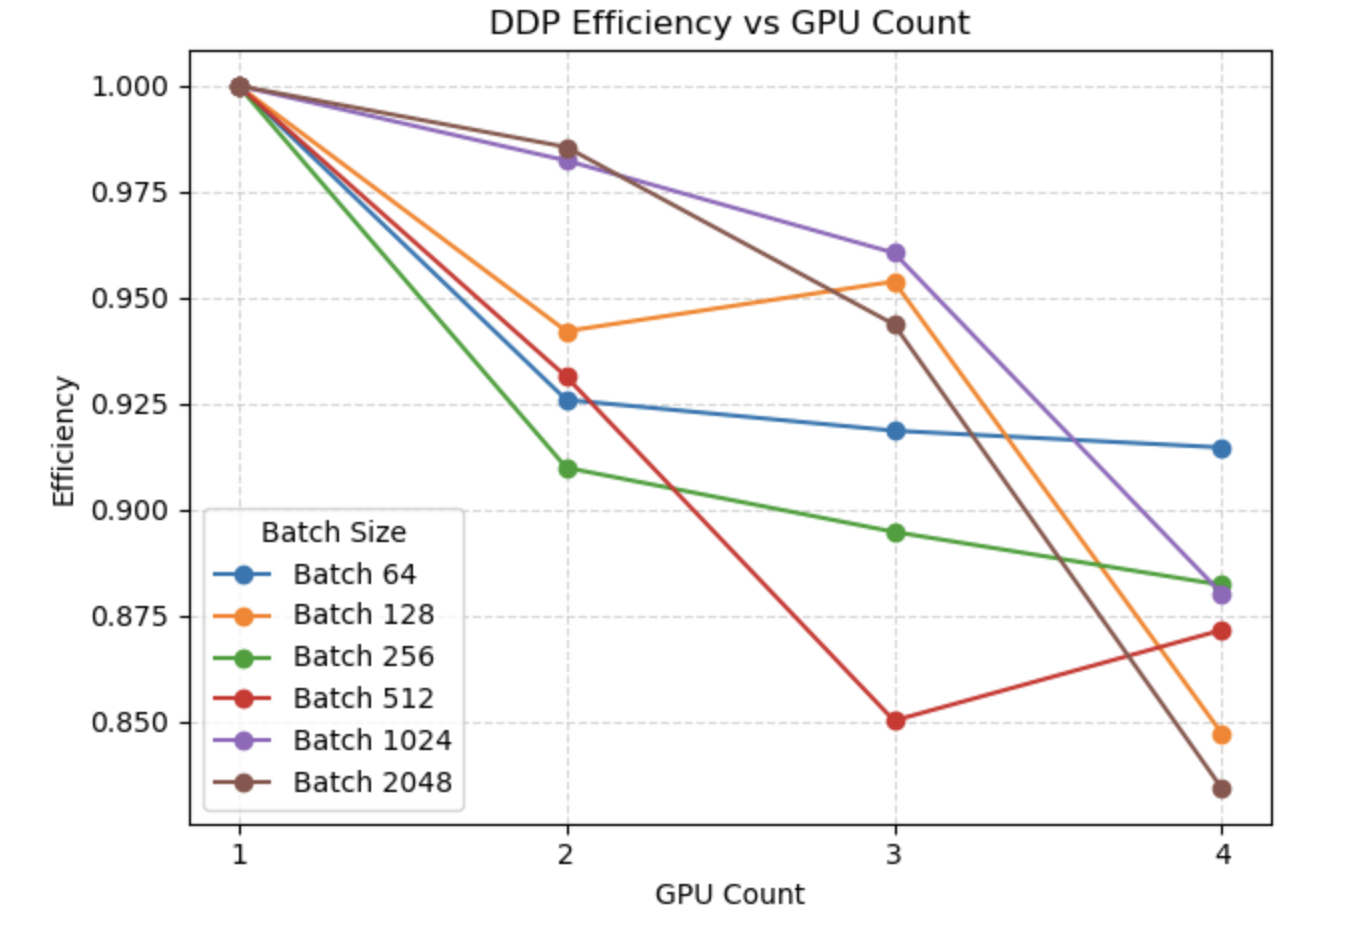 DDP Efficiency vs GPU Count
1.000
0.975
0.950
0.925
0.900
0.875
0.850
Efficiency
Batch Size
Batch 64
Batch 128
Batch 256
Batch 512
Batch 1024
Batch 2048
1 2 3 4
GPU Count